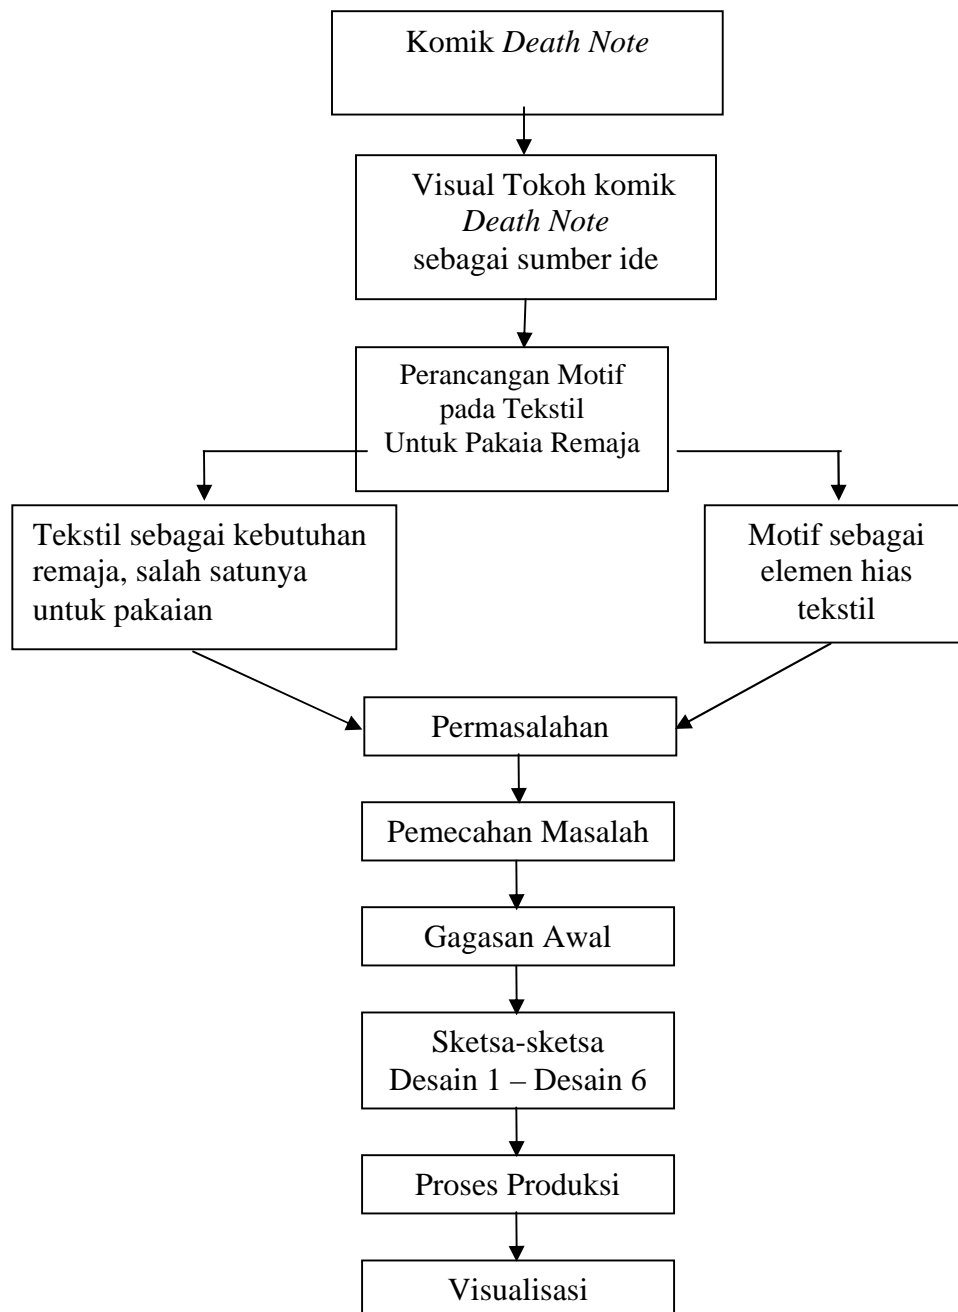 Komik Death Note
Visual Tokoh komik
Death Note
sebagai sumber ide
Perancangan Motif
pada Tekstil
Untuk Pakaia Remaja
Tekstil sebagai kebutuhan
remaja, salah satunya
untuk pakaian
Motif sebagai
elemen hias
tekstil
Permasalahan
Pemecahan Masalah
Gagasan Awal
Sketsa-sketsa
Desain 1 – Desain 6
Proses Produksi
Visualisasi